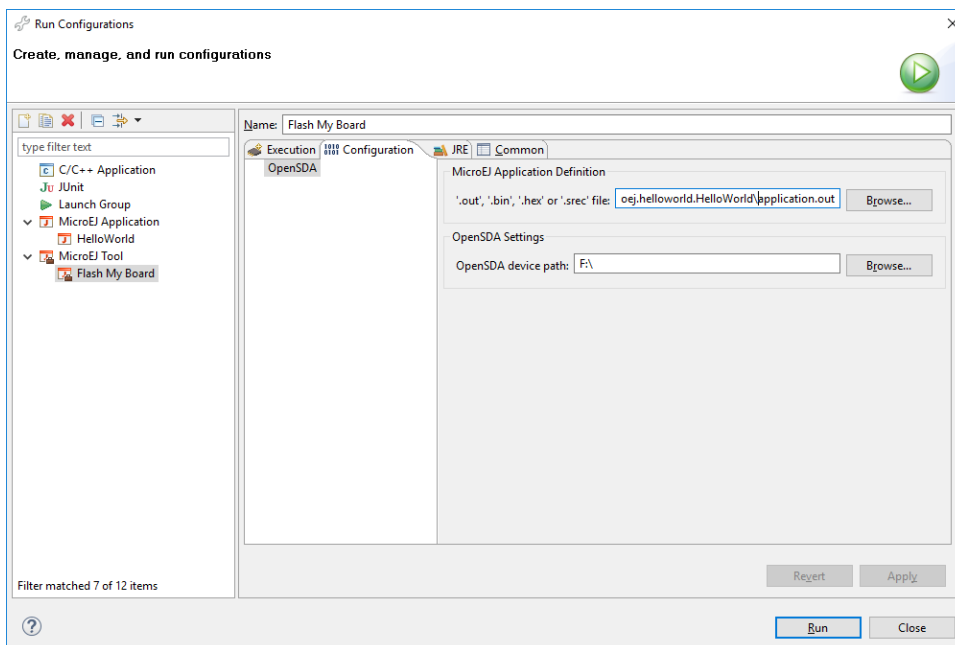 Run Configurations
Create, manage, and run configurations
Name: Flash My Board
type filter text
C/C++ Application
Ju JUnit
Launch Group
MicroEJ Application
HelloWorld
MicroEJ Tool
Flash My Board
Filter matched 7 of 12 items
Execution Configuration JRE Common
OpenSDA
MicroEJ Application Definition
'.out', '.bin', '.hex' or '.srec' file: oej.helloworld.HelloWorld\application.out Browse...
OpenSDA Settings
OpenSDA device path: F:\ Browse...
Revert Apply
? Run Close